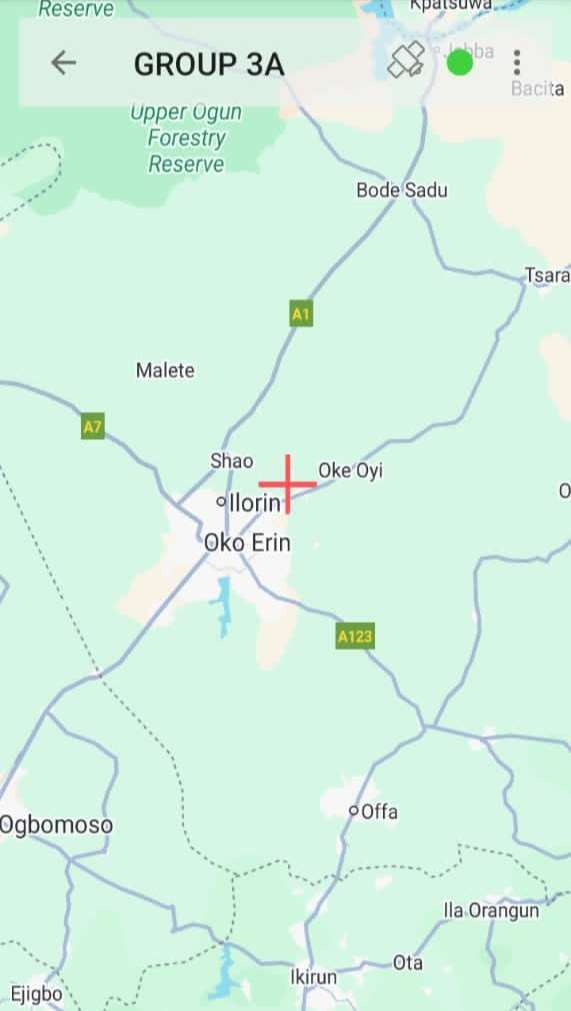 Reserve
Kpatsuwa
GROUP 3A
Jebba
Bacita
Upper Ogun
Forestry
Reserve
Bode Sadu
Tsara
A1
Malete
A7
Shao
Oke Oyi
Ilorin
O
Oko Erin
A123
Offa
Ogbomoso
Ila Orangun
Ota
Ikirun
Ejigbo